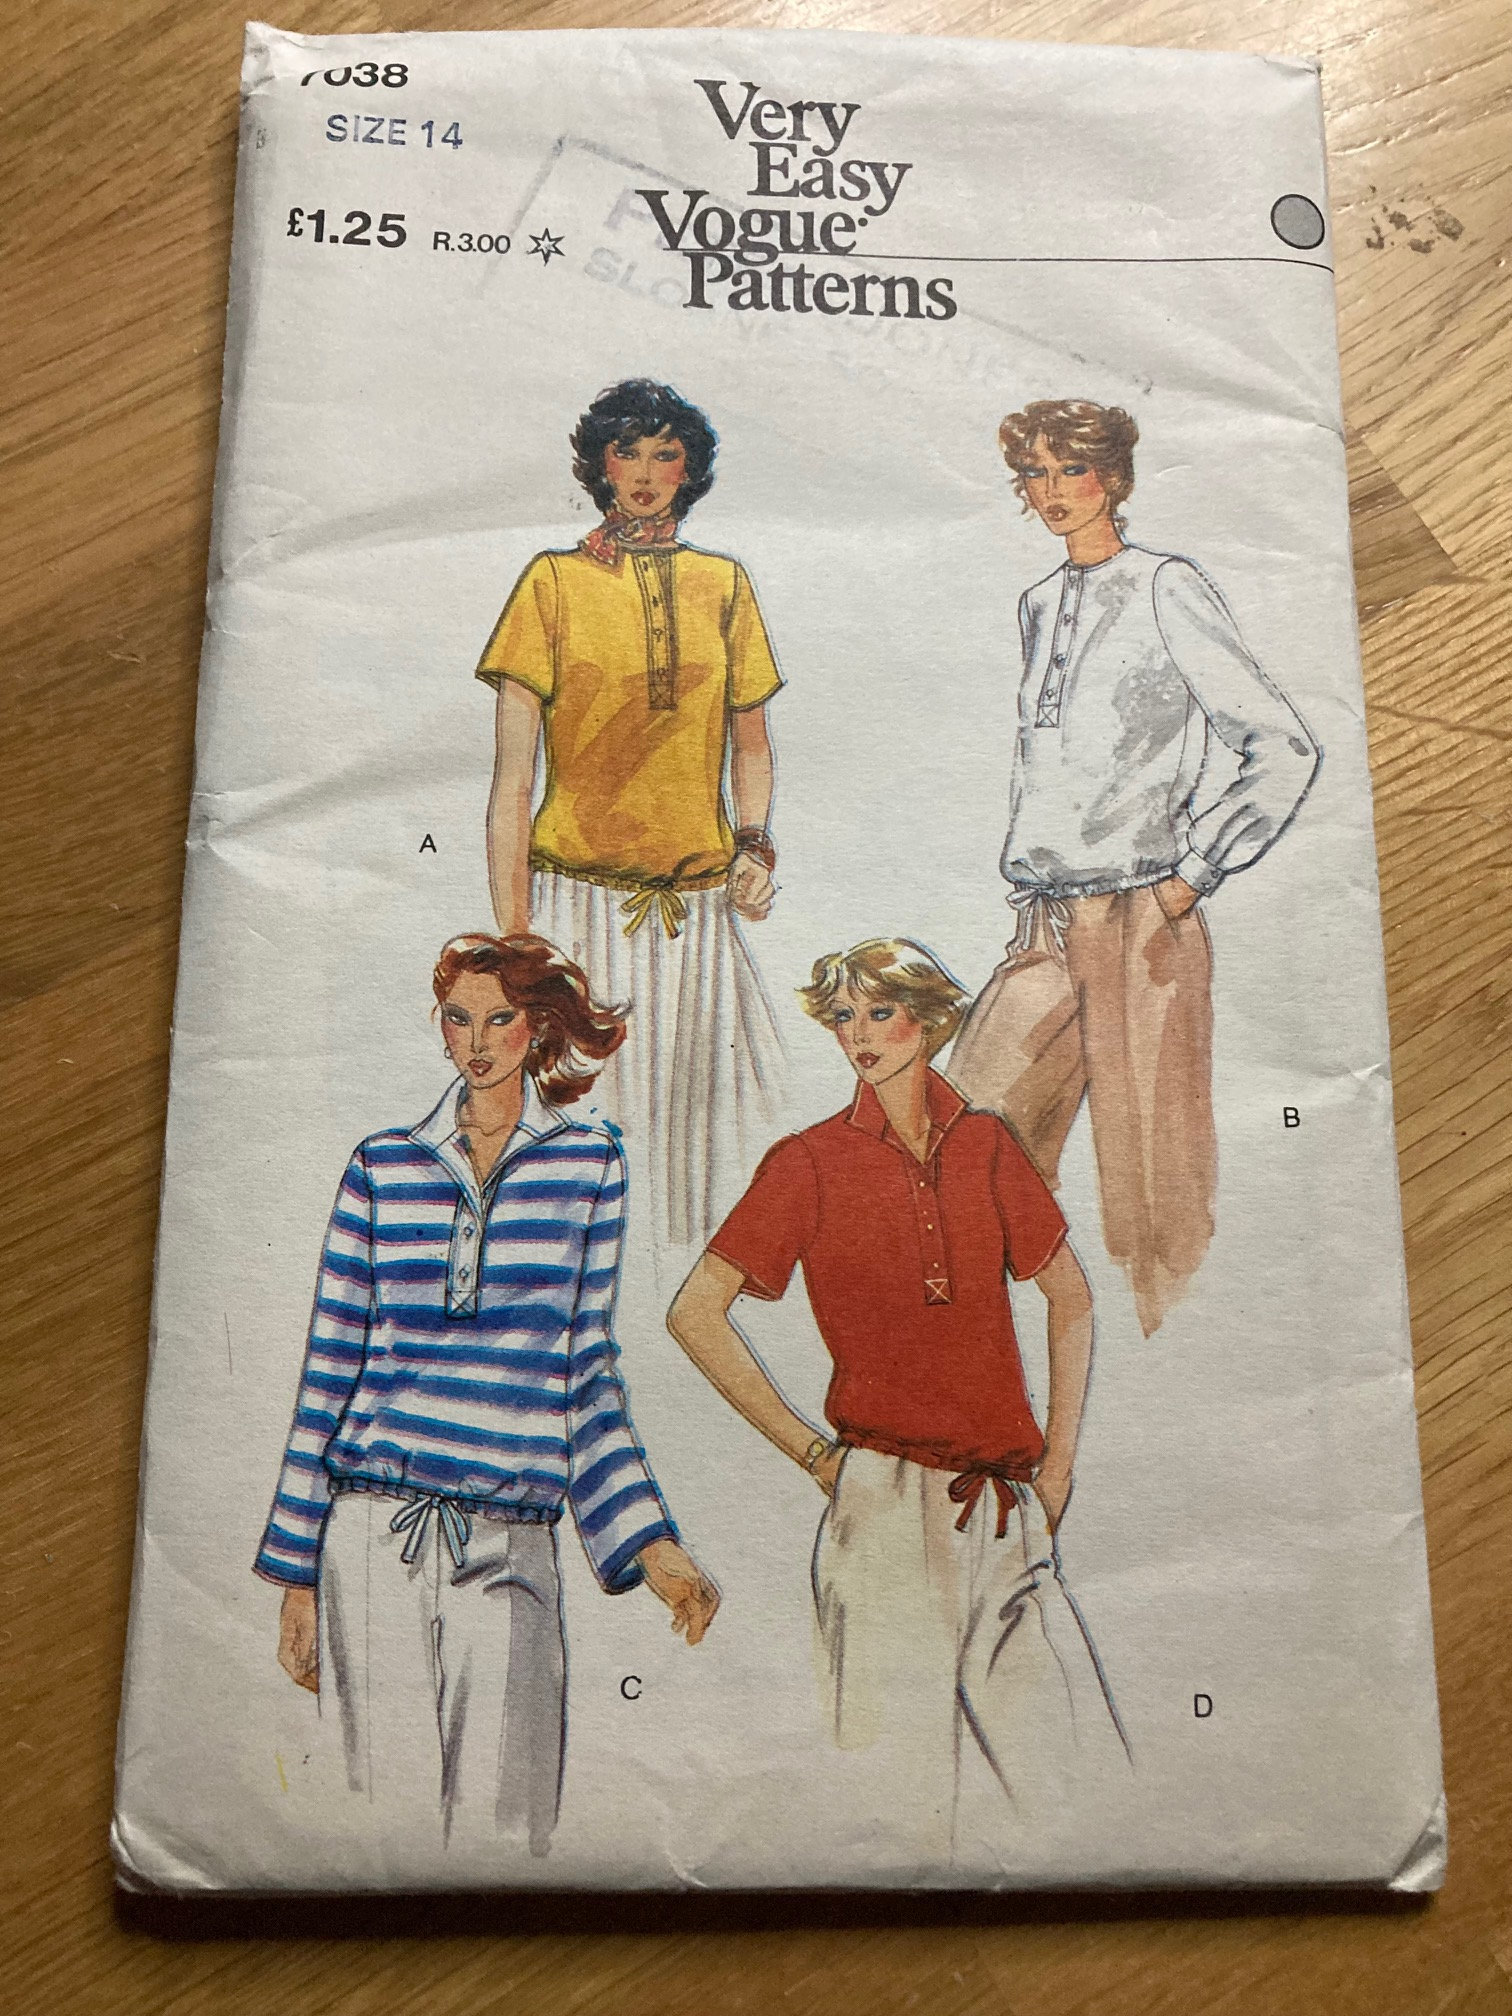 7038
SIZE 14
£1.25 R.3.00
Very
Easy
Vogue
Patterns
A
B
C
D